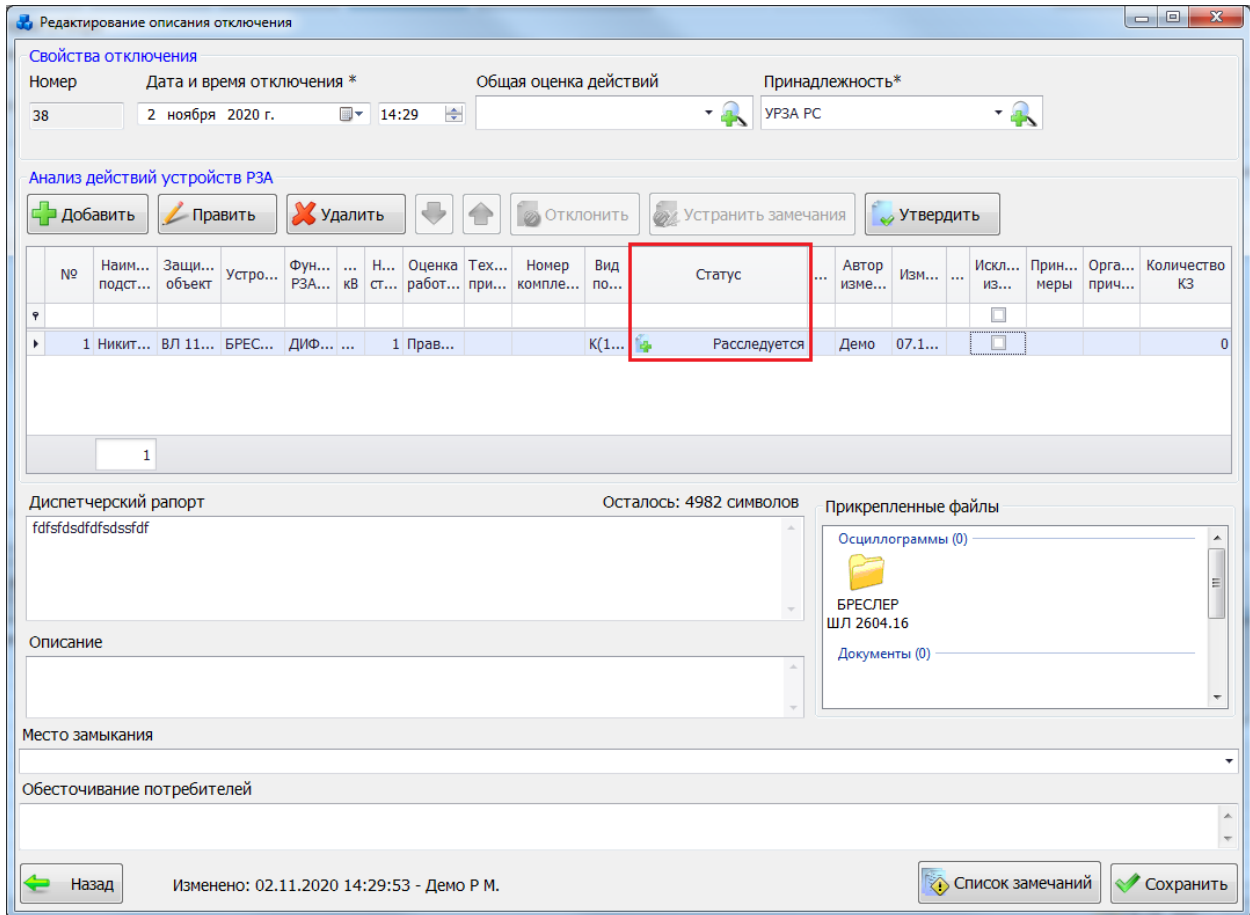 Редактирование описания отключения
Свойства отключения
Номер Дата и время отключения * Общая оценка действий Принадлежность*
38 2 ноября 2020 г. 14:29 УРЗА РС
Анализ действий устройств РЗА
Добавить Править Удалить Отклонить Устранить замечания Утвердить
№ Наим... подст... Защи... объект Устро... Фун... РЗА... ... кВ Н... ст... Оценка работ... Тех... при... Номер компле... Вид по... Статус ... Автор изме... Изм... ... Искл... из... Прин... меры Орга... прич... Количество КЗ
1 Никит... ВЛ 11... БРЕС... ДИФ... ... 1 Прав... К(1... Расследуется Демо 07.1... 0
1
Диспетчерский рапорт Осталось: 4982 символов Прикрепленные файлы
fdfsfdsdfdfsdssfdf
Осциллограммы (0)
БРЕСЛЕР
ШЛ 2604.16
Описание
Документы (0)
Место замыкания
Обесточивание потребителей
Назад Изменено: 02.11.2020 14:29:53 - Демо Р М. Список замечаний Сохранить